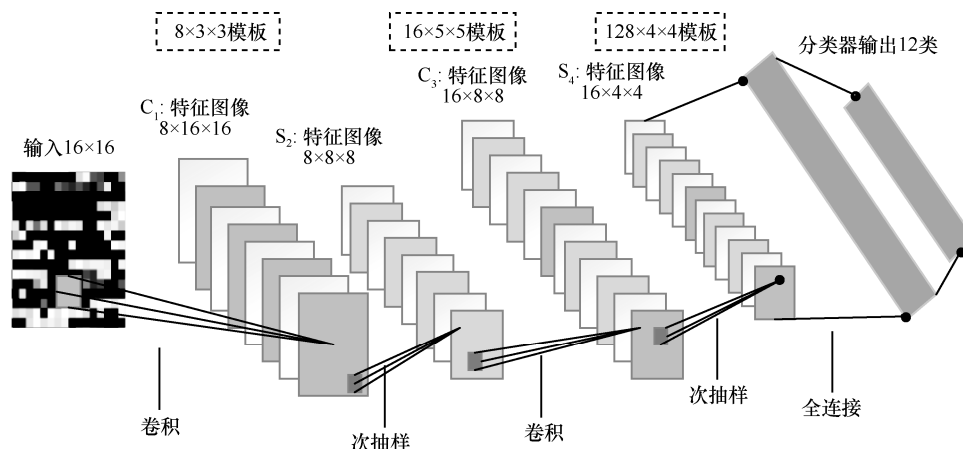 8×3×3模板
16×5×5模板
128×4×4模板
分类器输出12类
C3: 特征图像
16×8×8
S4: 特征图像
16×4×4
C1: 特征图像
8×16×16
S2: 特征图像
8×8×8
输入16×16
卷积
次抽样
卷积
次抽样
全连接